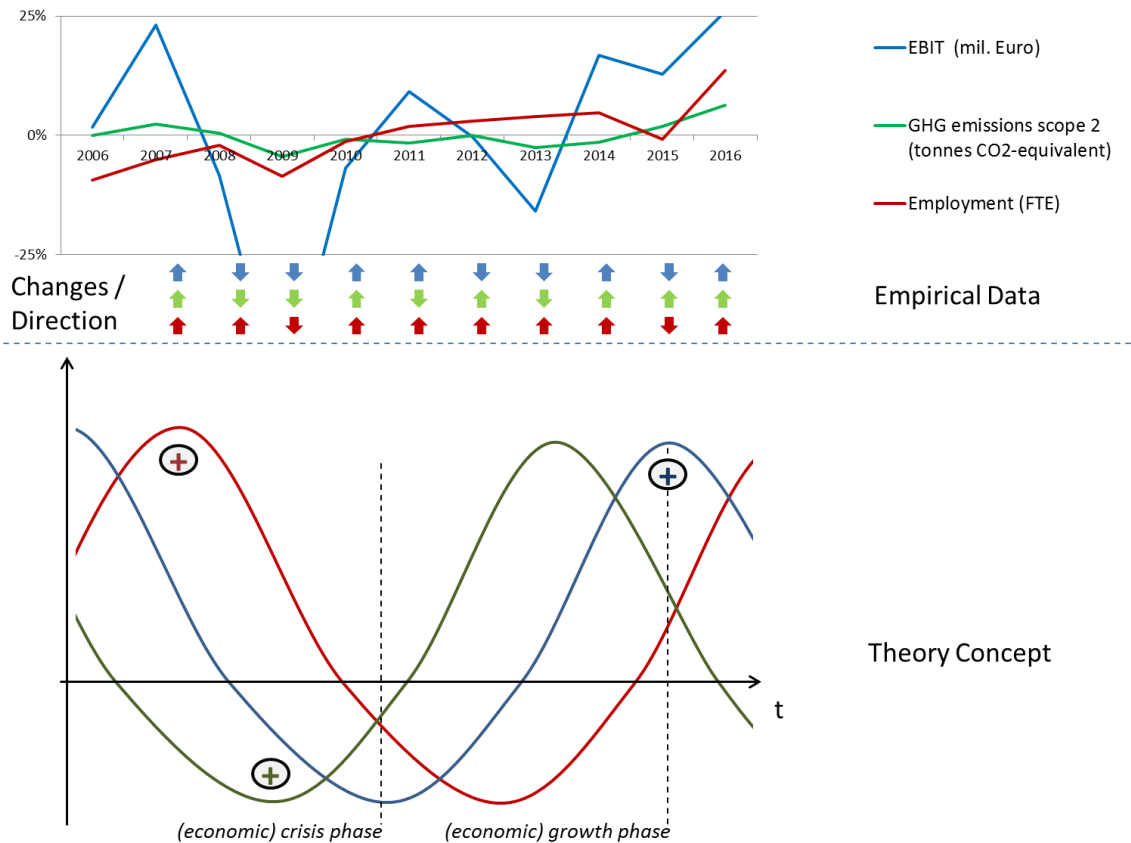 25%
EBIT (mil. Euro)
GHG emissions scope 2
(tonnes CO2-equivalent)
0%
2006 2007 2008 2009 2010 2011 2012 2013 2014 2015 2016
Employment (FTE)
-25%
Changes /
Direction
Empirical Data
+
+
Theory Concept
t
+
(economic) crisis phase
(economic) growth phase